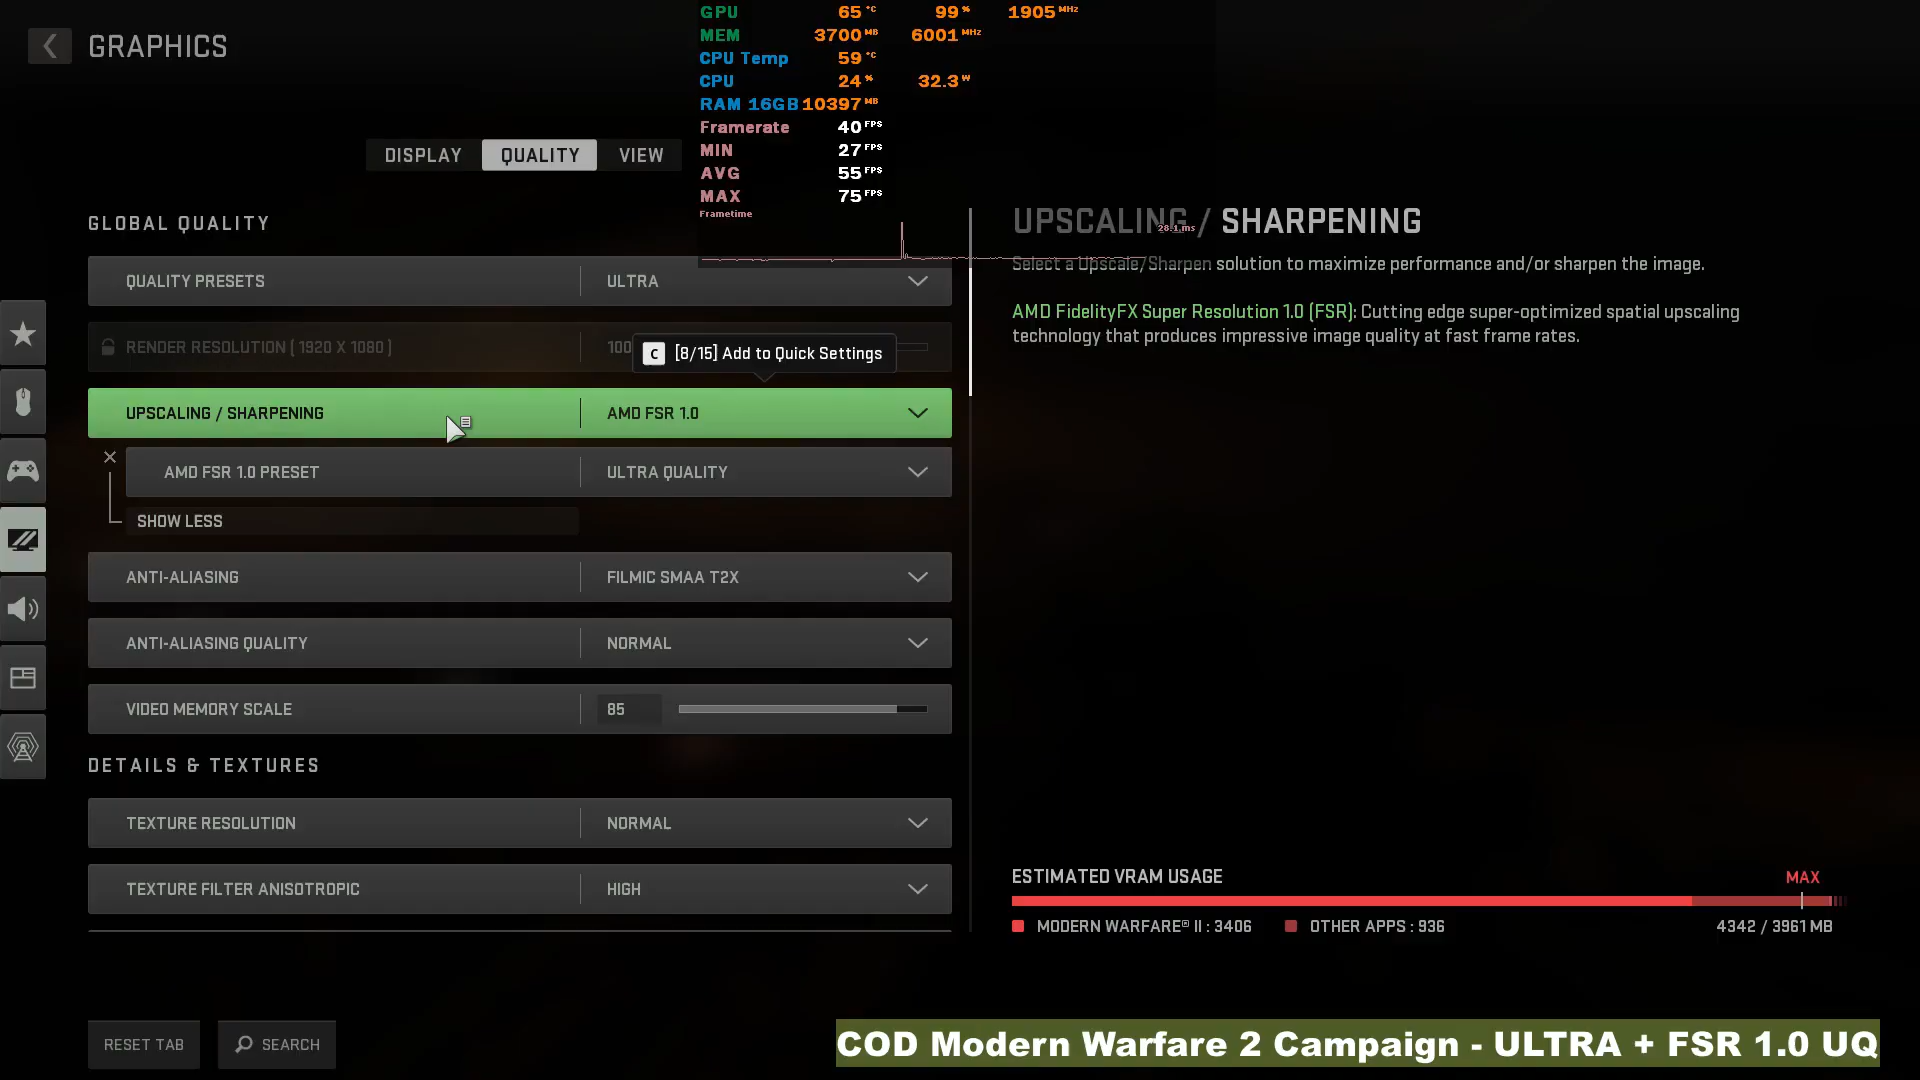 GPU 65 °C 99 % 1905 MHz
MEM 3700 MB 6001 MHz
CPU Temp 59 °C
CPU 24 % 32.3 W
RAM 16GB 10397 MB
Framerate 40 FPS
MIN 27 FPS
AVG 55 FPS
MAX 75 FPS
Frametime
28.1 ms
GRAPHICS
DISPLAY QUALITY VIEW
GLOBAL QUALITY
QUALITY PRESETS ULTRA
RENDER RESOLUTION ( 1920 X 1080 ) 100
C [8/15] Add to Quick Settings
UPSCALING / SHARPENING AMD FSR 1.0
AMD FSR 1.0 PRESET ULTRA QUALITY
SHOW LESS
ANTI-ALIASING FILMIC SMAA T2X
ANTI-ALIASING QUALITY NORMAL
VIDEO MEMORY SCALE 85
DETAILS & TEXTURES
TEXTURE RESOLUTION NORMAL
TEXTURE FILTER ANISOTROPIC HIGH
RESET TAB SEARCH
UPSCALING / SHARPENING
Select a Upscale/Sharpen solution to maximize performance and/or sharpen the image.
AMD FidelityFX Super Resolution 1.0 (FSR): Cutting edge super-optimized spatial upscaling
technology that produces impressive image quality at fast frame rates.
ESTIMATED VRAM USAGE MAX
MODERN WARFARE® II : 3406 OTHER APPS : 936 4342 / 3961 MB
COD Modern Warfare 2 Campaign - ULTRA + FSR 1.0 UQ